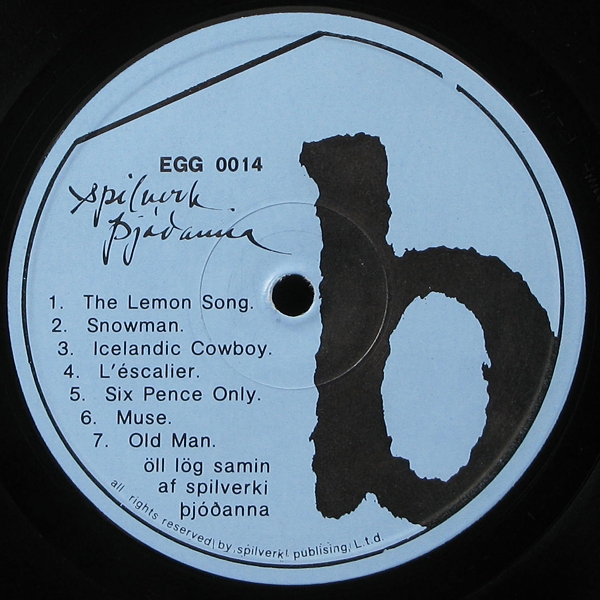 EGG 0014
spilverk
þjóðanna
b
1. The Lemon Song.
2. Snowman.
3. Icelandic Cowboy.
4. L'éscalier.
5. Six Pence Only.
6. Muse.
7. Old Man.
öll lög samin
af spilverki
þjóðanna
all rights reserved by spilverk publising, L.t.d.